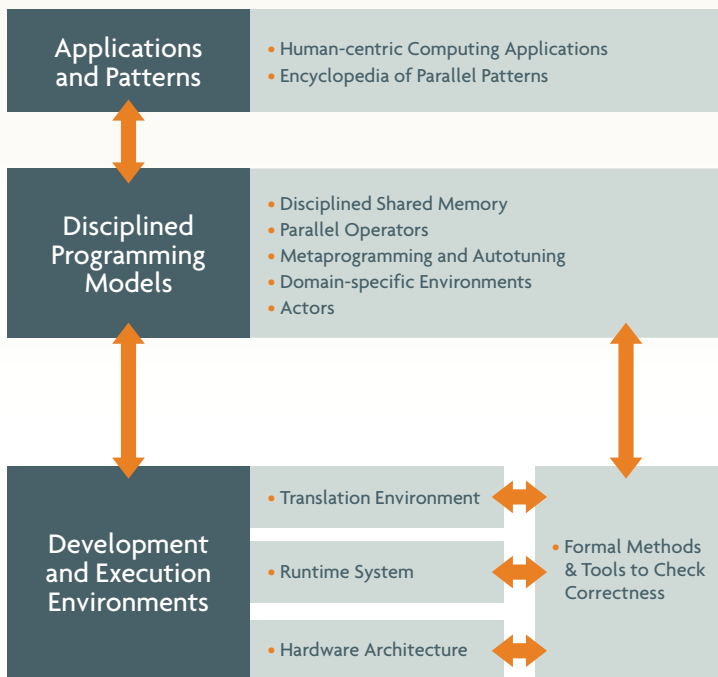 Applications
and Patterns
• Human-centric Computing Applications
• Encyclopedia of Parallel Patterns
Disciplined
Programming
Models
• Disciplined Shared Memory
• Parallel Operators
• Metaprogramming and Autotuning
• Domain-specific Environments
• Actors
Development
and Execution
Environments
• Translation Environment
• Runtime System
• Hardware Architecture
• Formal Methods
& Tools to Check
Correctness